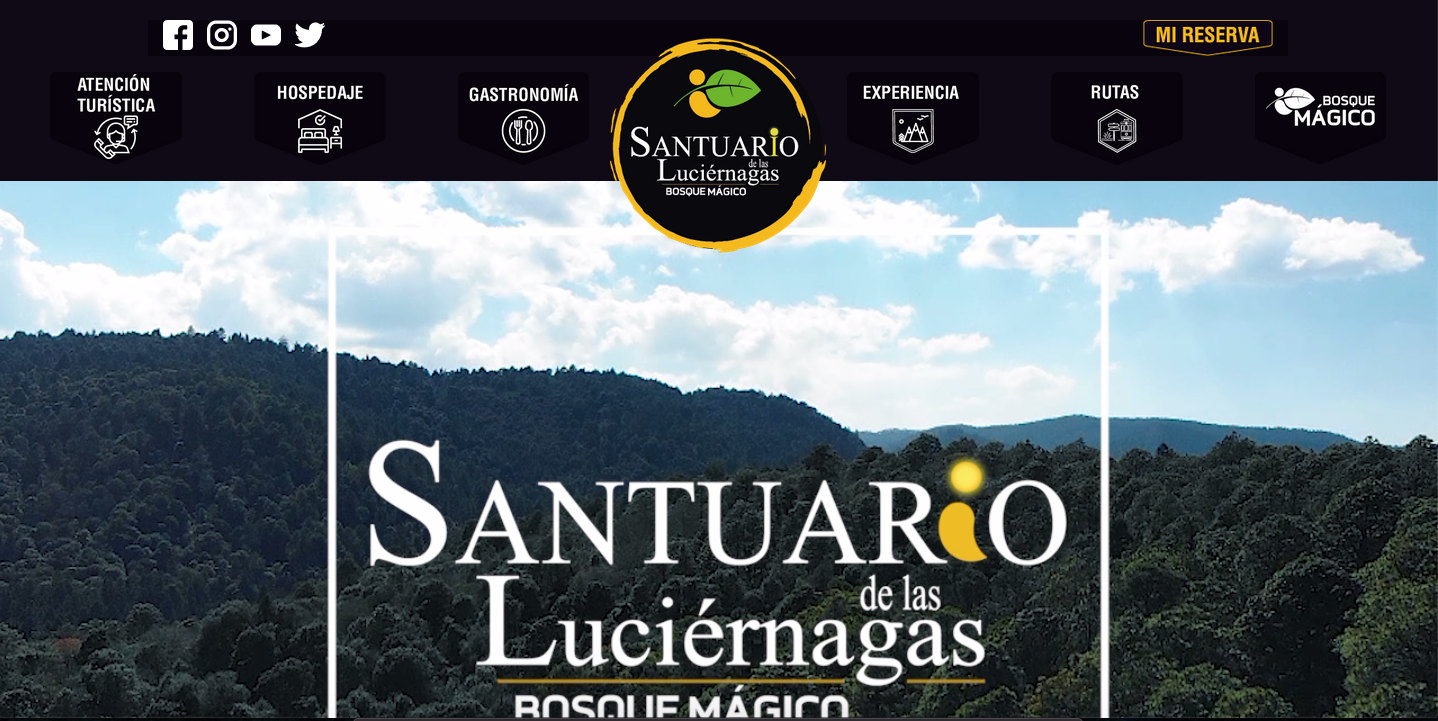 MI RESERVA
ATENCIÓN
TURÍSTICA
HOSPEDAJE
GASTRONOMÍA
SANTUARIO
de las
Luciérnagas
BOSQUE MÁGICO
EXPERIENCIA
RUTAS
BOSQUE
MÁGICO
SANTUARIO
de las
Luciérnagas
BOSQUE MÁGICO